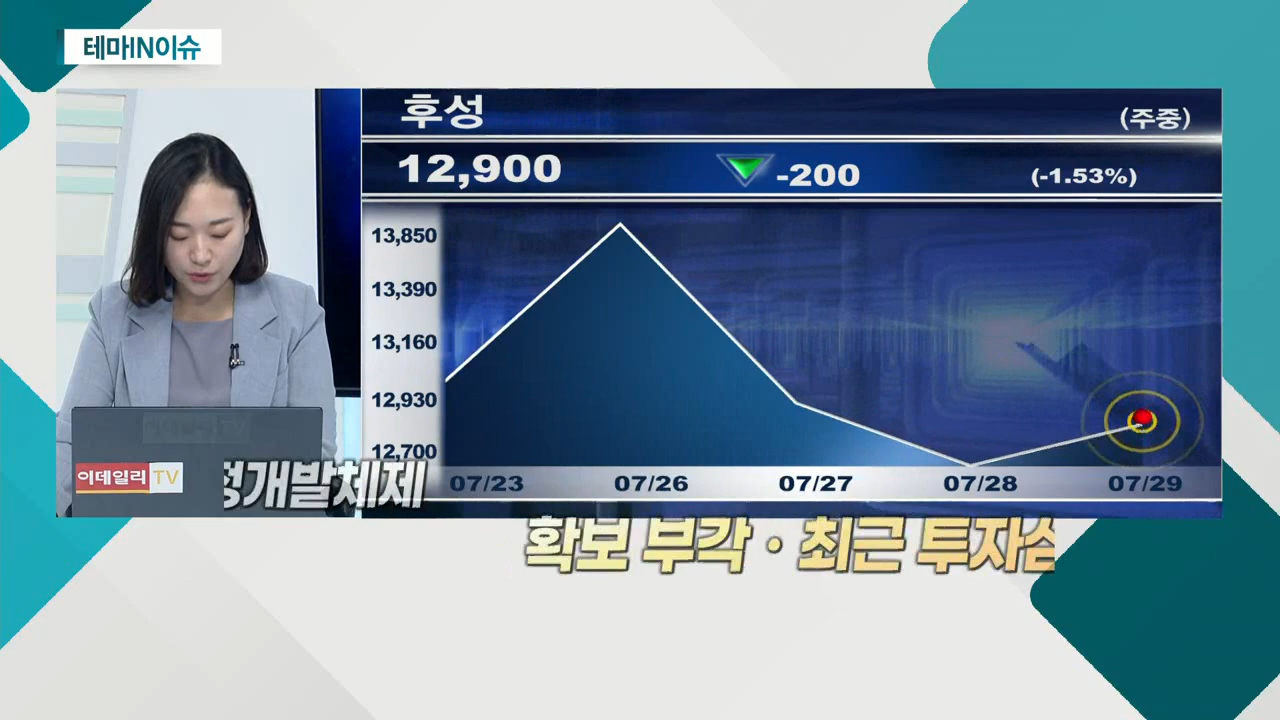 테마IN이슈
후성
(주중)
12,900
-200
(-1.53%)
13,850
13,390
13,160
12,930
12,700
07/23
07/26
07/27
07/28
07/29
이데일리TV
개발체제
확보 부각·최근